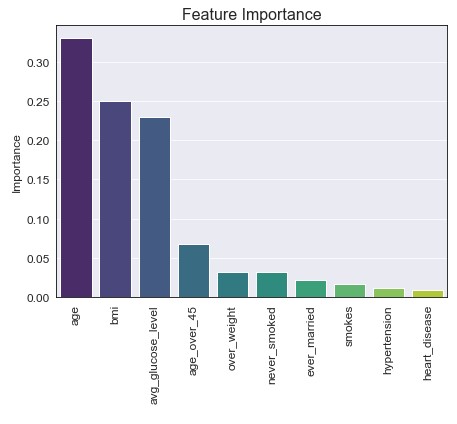 Feature Importance
Importance
0.30
0.25
0.20
0.15
0.10
0.05
0.00
age
bmi
avg_glucose_level
age_over_45
over_weight
never_smoked
ever_married
smokes
hypertension
heart_disease